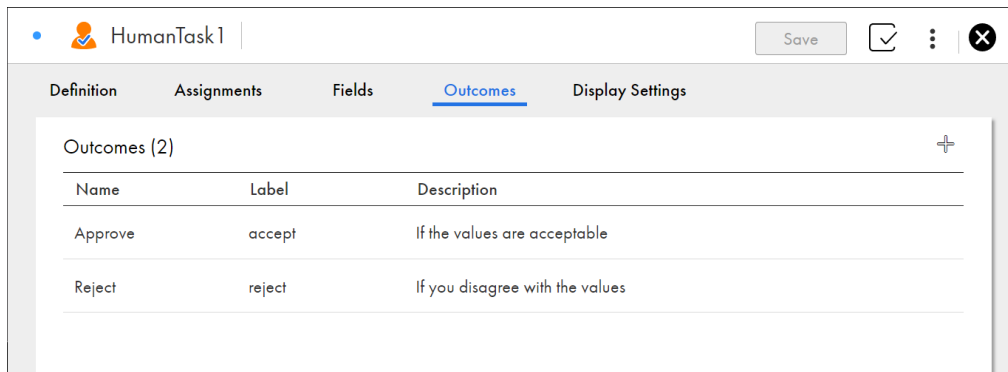 HumanTask1 Save
Definition Assignments Fields Outcomes Display Settings
Outcomes (2)
Name Label Description
Approve accept If the values are acceptable
Reject reject If you disagree with the values